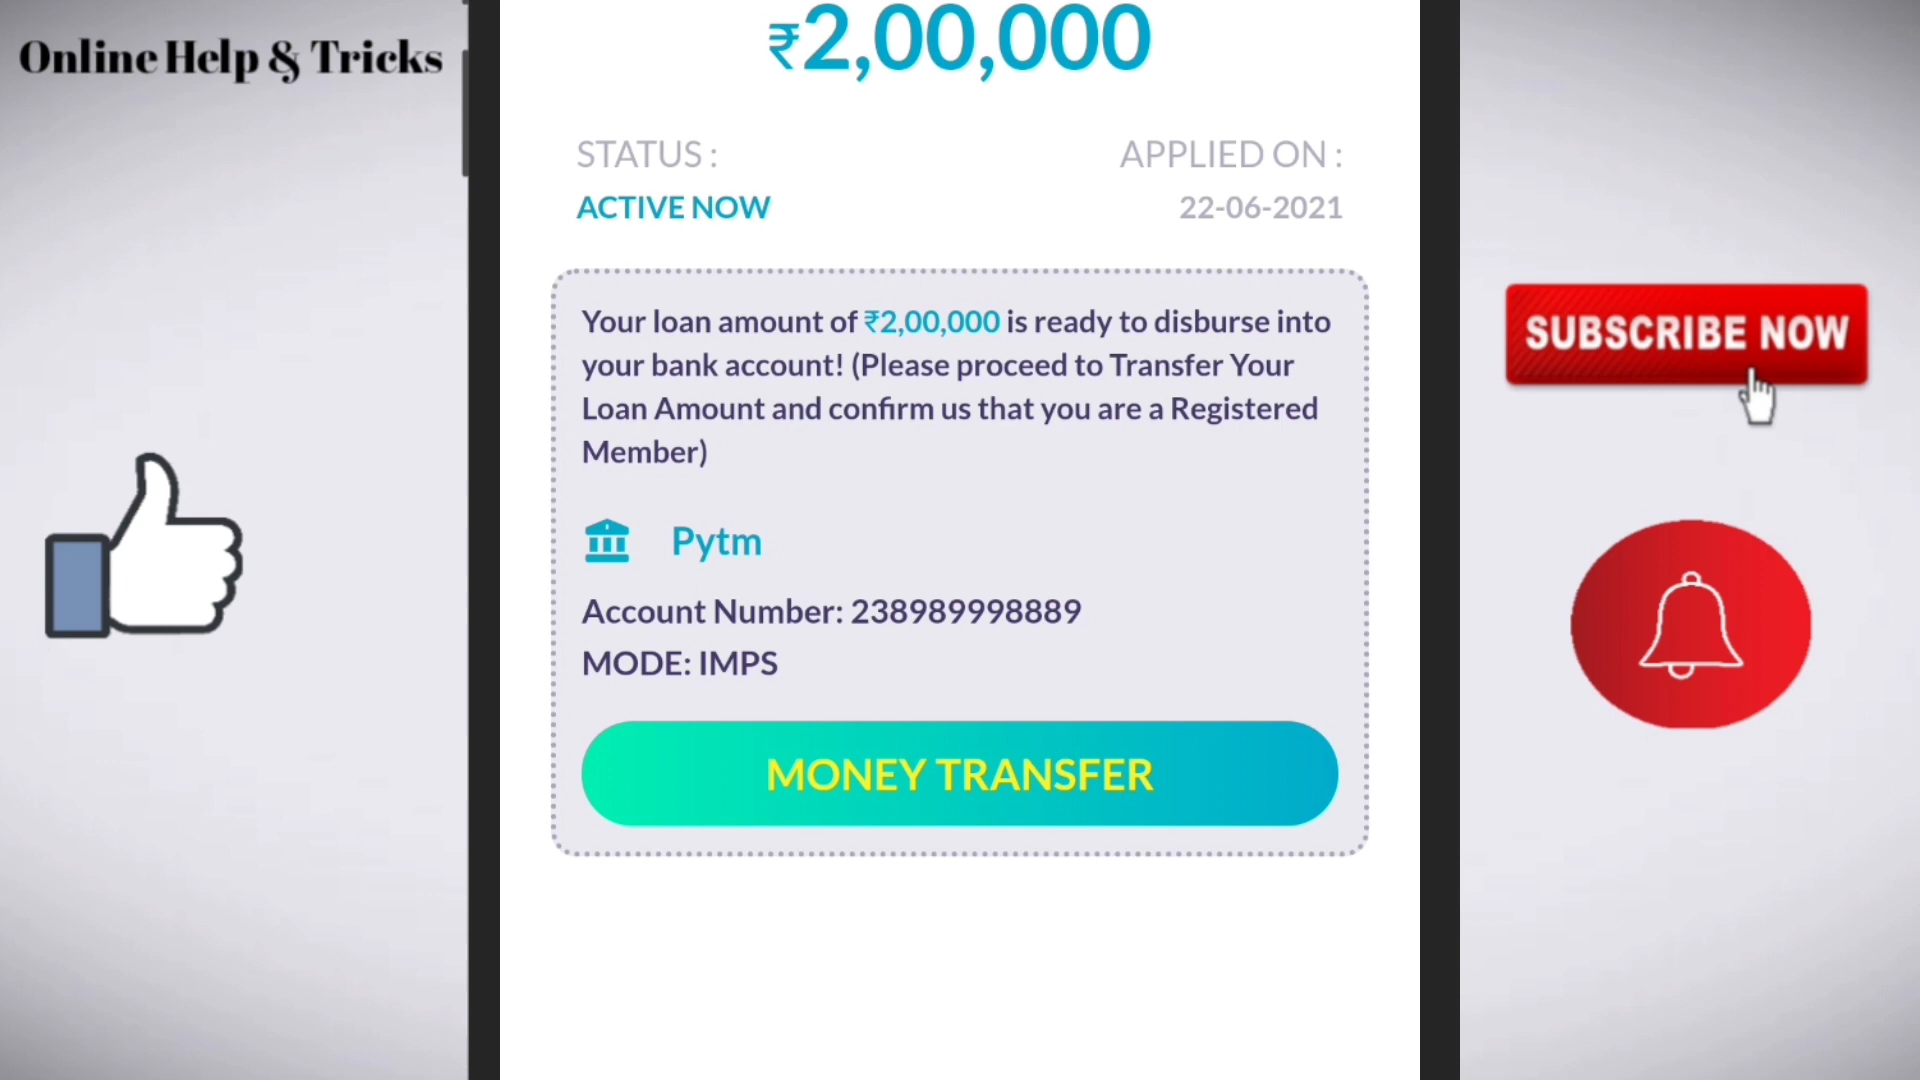 Online Help & Tricks
₹2,00,000
STATUS :
APPLIED ON :
ACTIVE NOW
22-06-2021
Your loan amount of ₹2,00,000 is ready to disburse into
your bank account! (Please proceed to Transfer Your
Loan Amount and confirm us that you are a Registered
Member)
Pytm
Account Number: 238989998889
MODE: IMPS
MONEY TRANSFER
SUBSCRIBE NOW